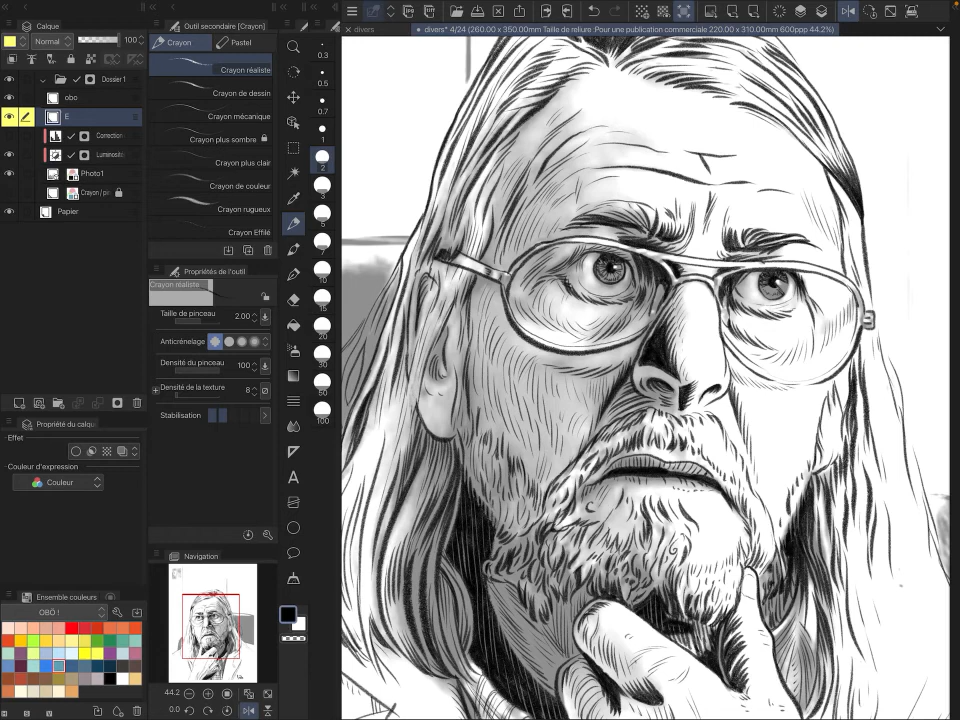 Calque
Normal
100
Dossier 1
obo
E
Correction
Luminosité
Photo1
Crayon / pin
Papier
Propriété du calqu
Effet
Couleur d'expression
Couleur
Ensemble couleurs
OBÖ !
Outil secondaire [Crayon]
Crayon
Pastel
Crayon réaliste
Crayon de dessin
Crayon mécanique
Crayon plus sombre
Crayon plus clair
Crayon de couleur
Crayon rugueux
Crayon Effilé
Propriétés de l'outil
Crayon réaliste
Taille de pinceau 2.00
Anticrénelage
Densité du pinceau 100
Densité de la texture 8
Stabilisation
Navigation
44.2
0.0
0.3
0.5
0.7
1
2
3
5
7
10
15
20
30
50
100
divers
divers* 4/24 (260.00 x 350.00mm Taille de reliure :Pour une publication commerciale 220.00 x 310.00mm 600ppp 44.2%)